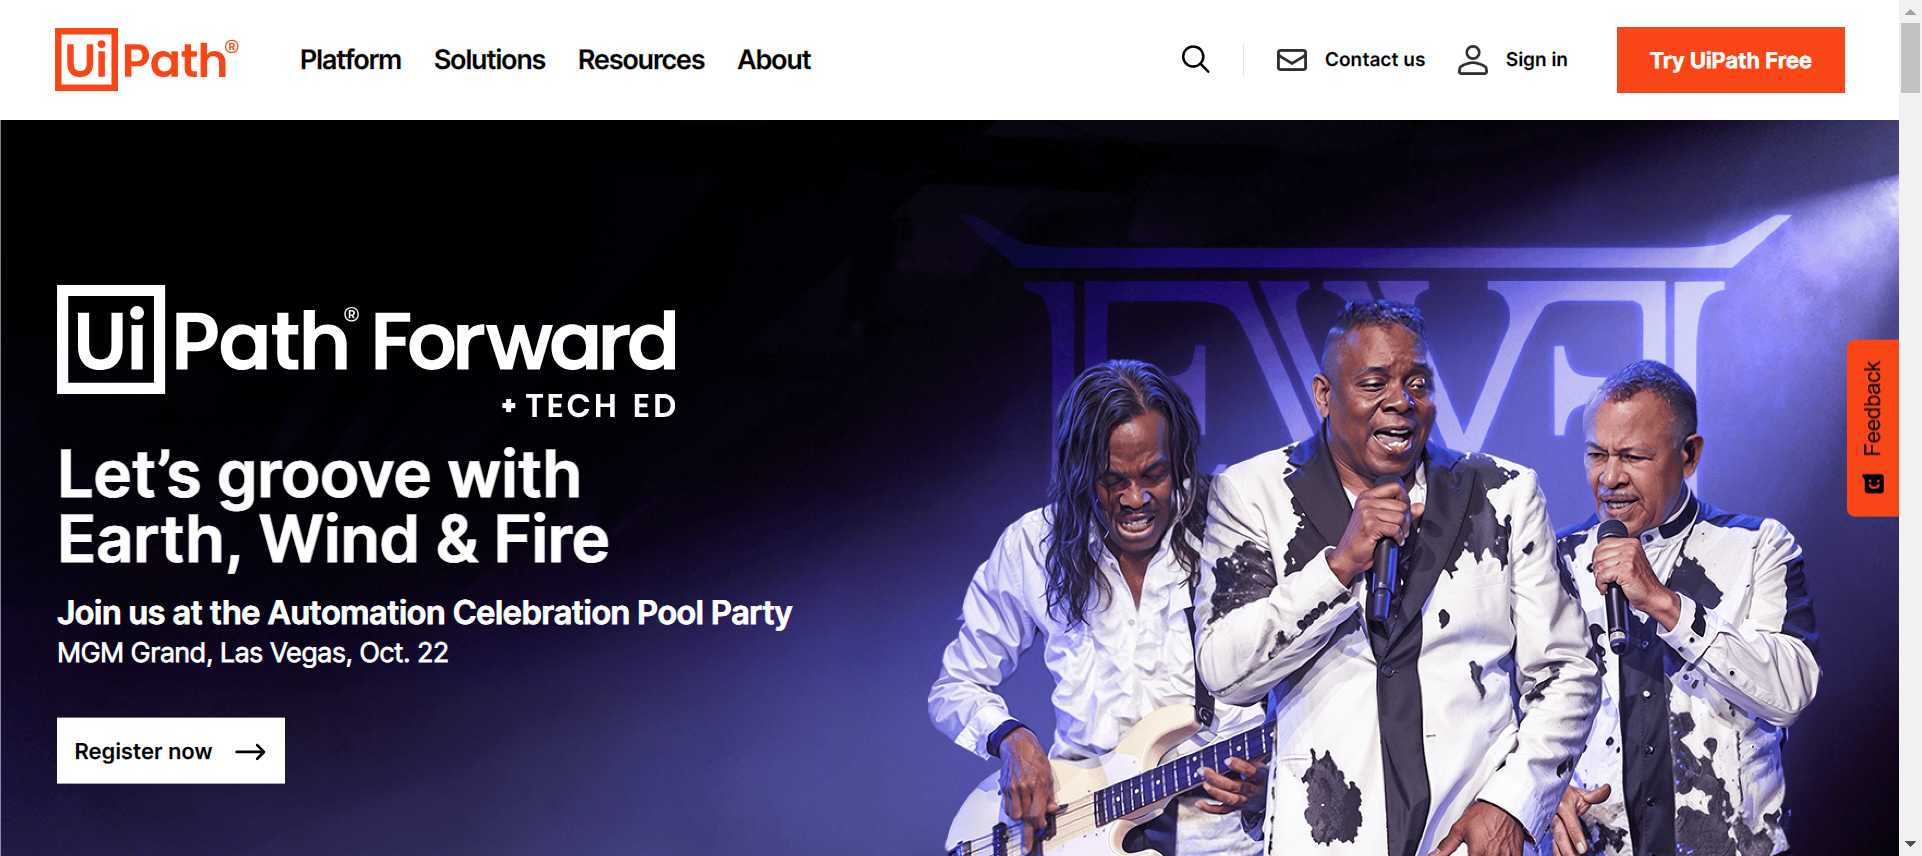 UiPath®
Platform Solutions Resources About
Contact us Sign in Try UiPath Free
EWF
UiPath® Forward
+ TECH ED
Let’s groove with
Earth, Wind & Fire
Join us at the Automation Celebration Pool Party
MGM Grand, Las Vegas, Oct. 22
Register now
Feedback